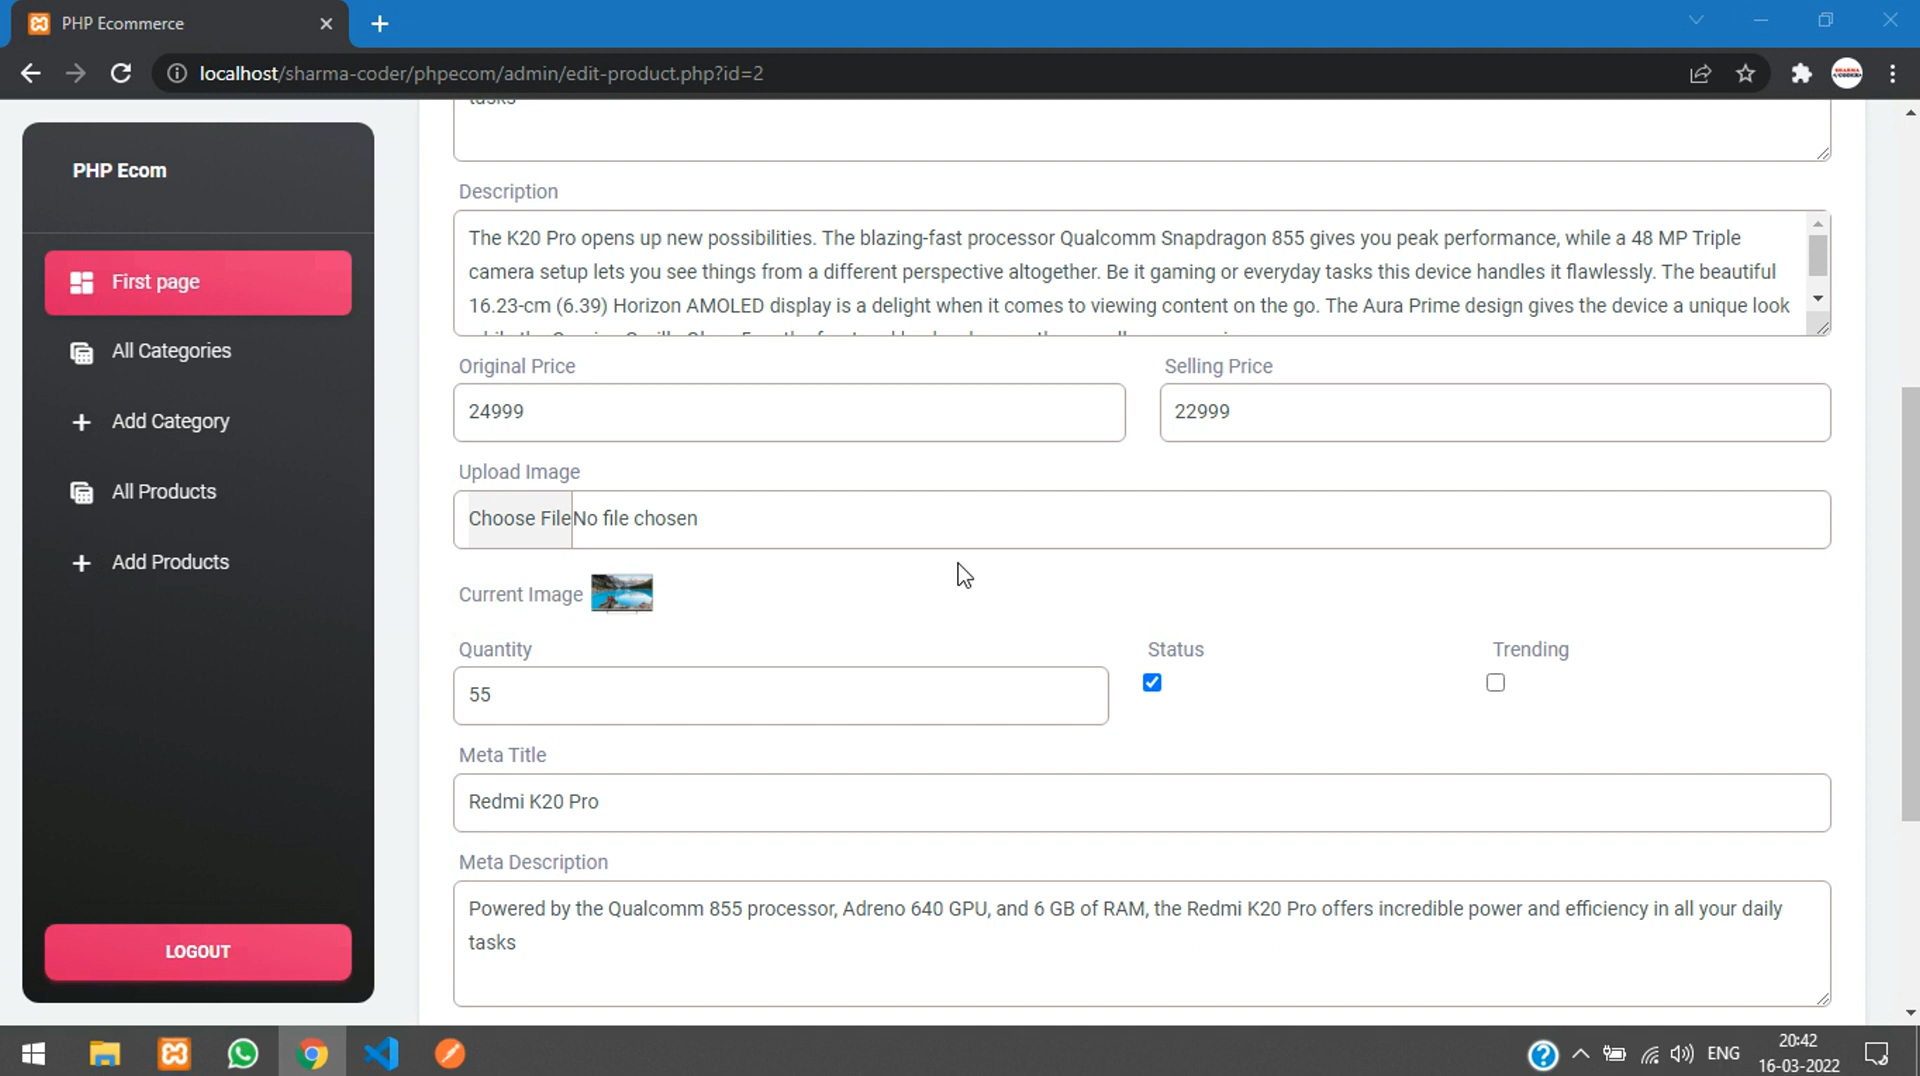 PHP Ecommerce
localhost/sharma-coder/phpecom/admin/edit-product.php?id=2
PHP Ecom
First page
All Categories
Add Category
All Products
Add Products
LOGOUT
tasks
Description
The K20 Pro opens up new possibilities. The blazing-fast processor Qualcomm Snapdragon 855 gives you peak performance, while a 48 MP Triple
camera setup lets you see things from a different perspective altogether. Be it gaming or everyday tasks this device handles it flawlessly. The beautiful
16.23-cm (6.39) Horizon AMOLED display is a delight when it comes to viewing content on the go. The Aura Prime design gives the device a unique look
Original Price
Selling Price
24999
22999
Upload Image
Choose File No file chosen
Current Image
Quantity
Status
Trending
55
Meta Title
Redmi K20 Pro
Meta Description
Powered by the Qualcomm 855 processor, Adreno 640 GPU, and 6 GB of RAM, the Redmi K20 Pro offers incredible power and efficiency in all your daily
tasks
ENG
20:42
16-03-2022